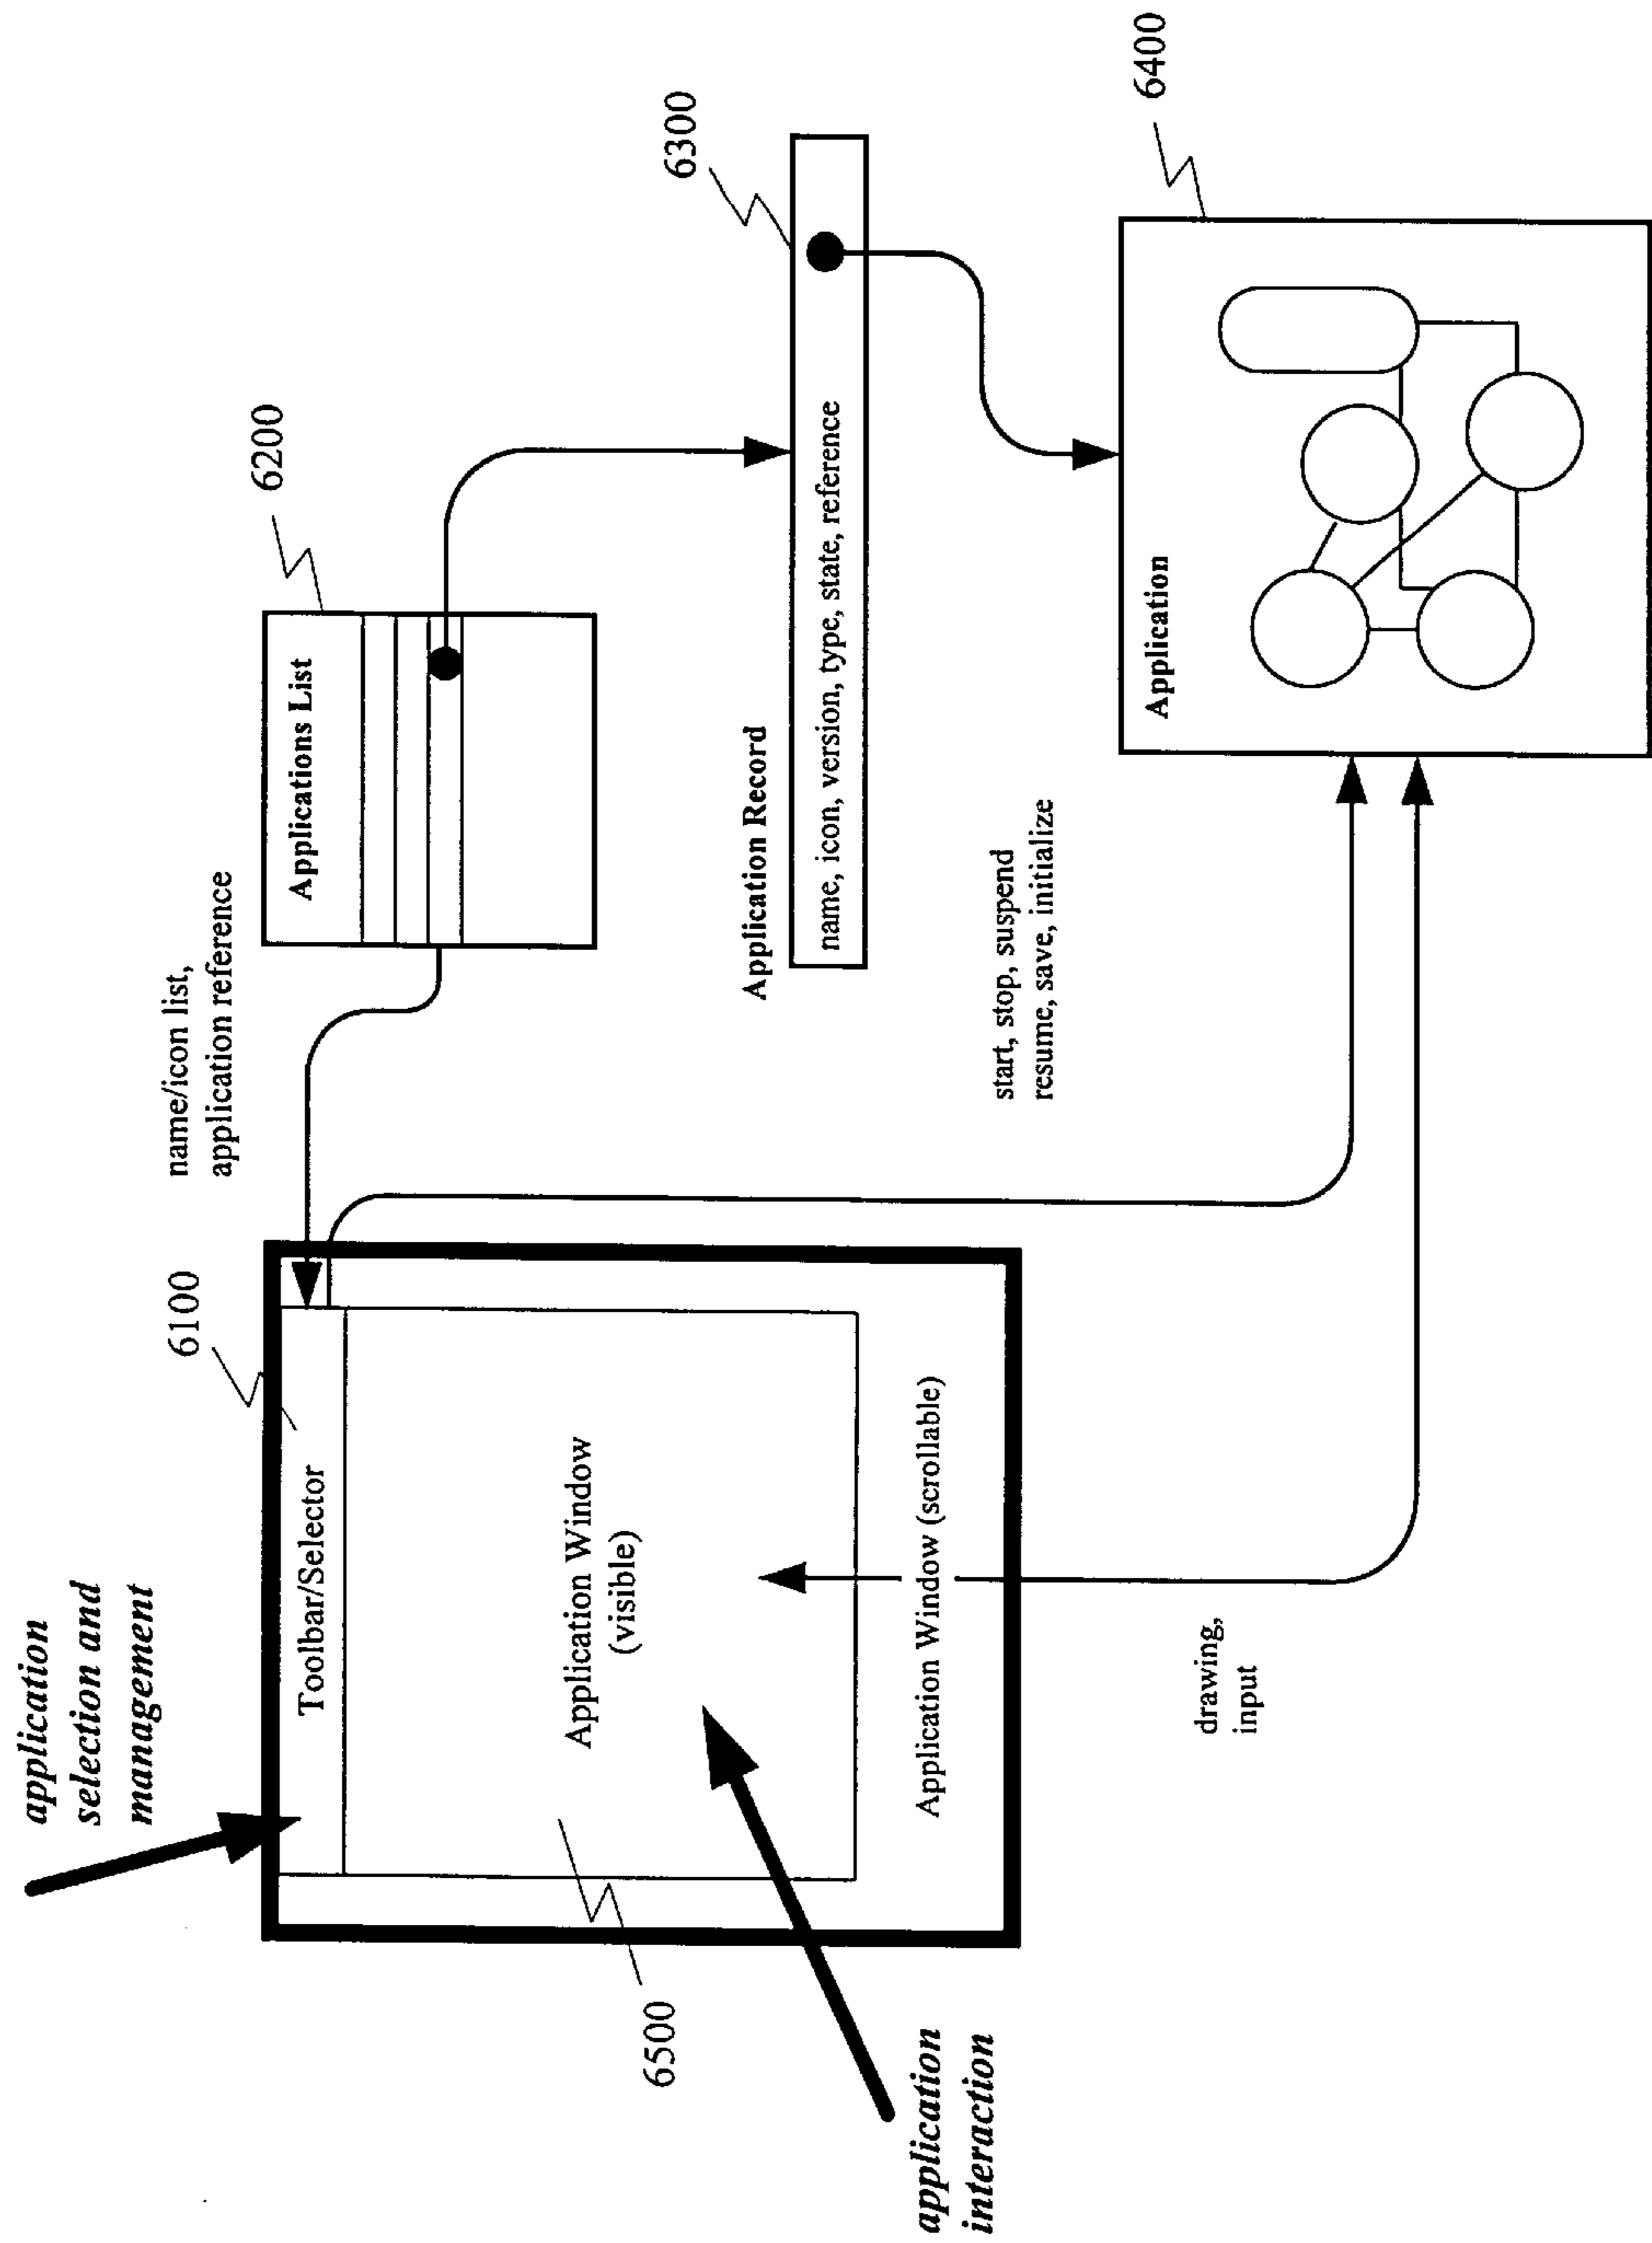 application
selection and
management
6100
Toolbar/Selector
Application Window
(visible)
Application Window (scrollable)
6500
application
interaction
name/icon list,
application reference
6200
Applications List
Application Record
6300
name, icon, version, type, state, reference
start, stop, suspend
resume, save, initialize
drawing,
input
6400
Application